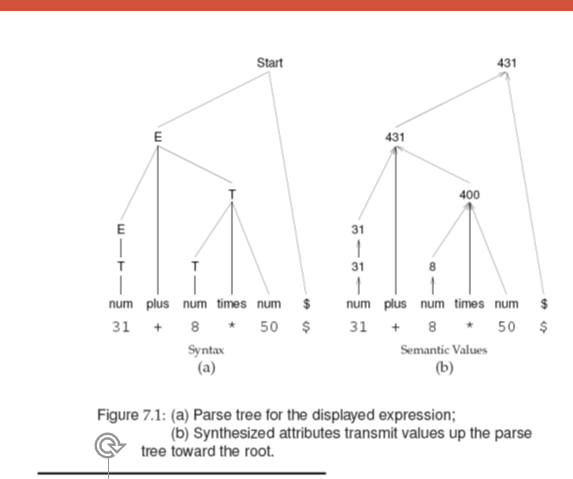 Start 431
E 431
T 400
E 31
T T 31 8
num plus num times num $ num plus num times num $
31 + 8 * 50 $ 31 + 8 * 50 $
Syntax Semantic Values
(a) (b)
Figure 7.1: (a) Parse tree for the displayed expression;
(b) Synthesized attributes transmit values up the parse
tree toward the root.